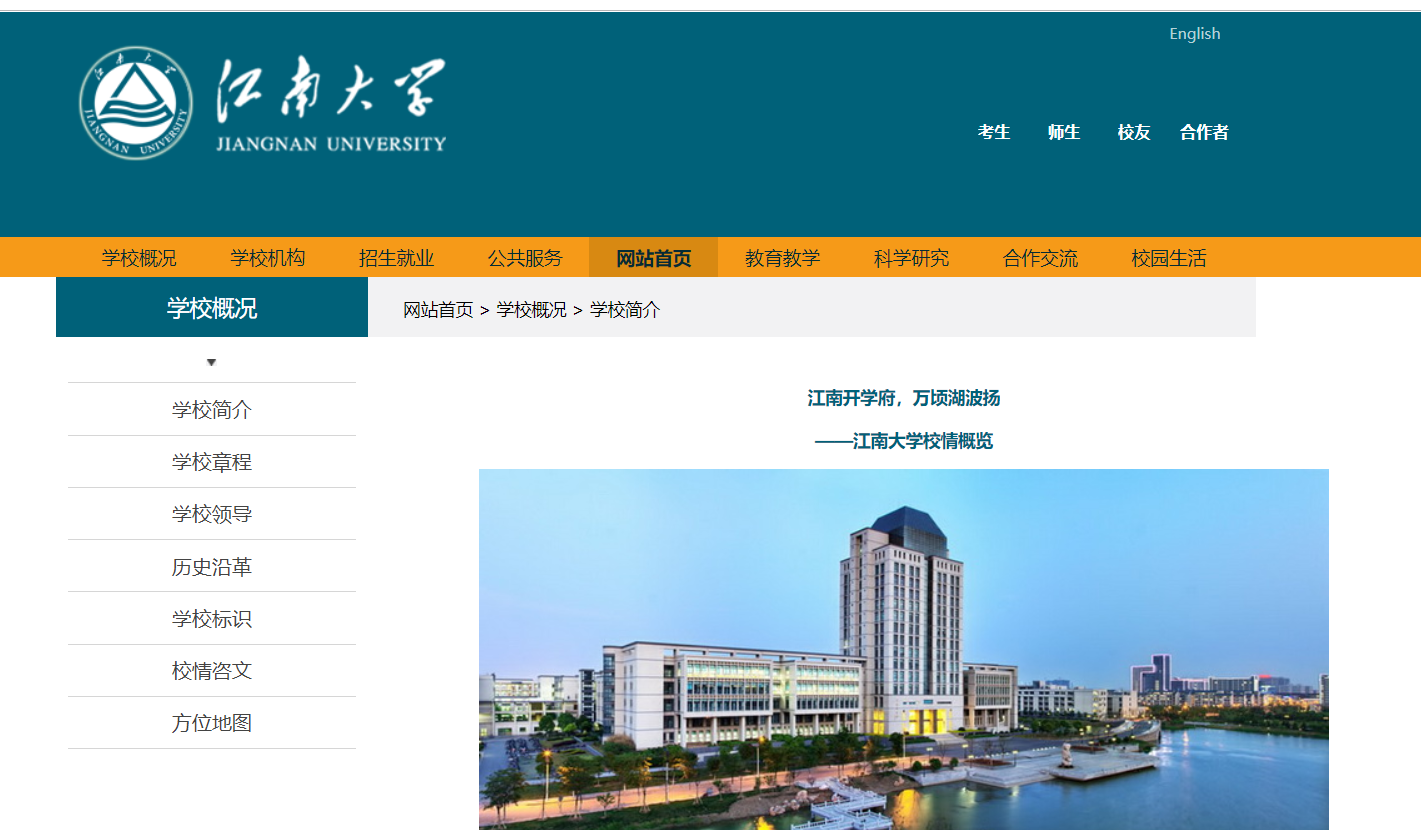 English
江南大学
JIANGNAN UNIVERSITY
江南大学
JIANGNAN UNIVERSITY
考生 师生 校友 合作者
学校概况 学校机构 招生就业 公共服务 网站首页 教育教学 科学研究 合作交流 校园生活
学校概况
网站首页 > 学校概况 > 学校简介
学校简介
学校章程
学校领导
历史沿革
学校标识
校情咨文
方位地图
江南开学府，万顷湖波扬
——江南大学校情概览